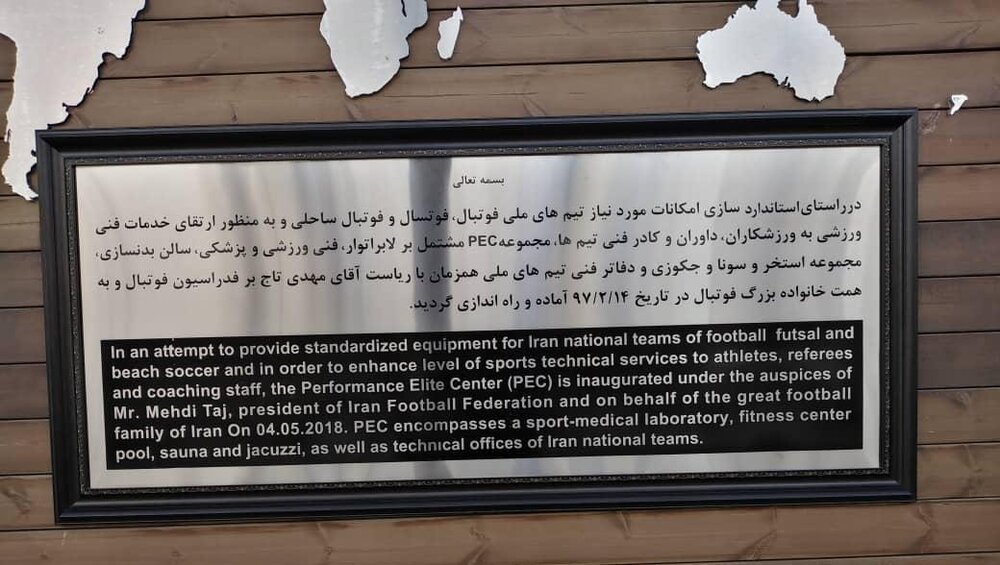 بسمه تعالی
درراستای استاندارد سازی امکانات مورد نیاز تیم های ملی فوتبال، فوتسال و فوتبال ساحلی و به منظور ارتقای خدمات فنی
ورزشی به ورزشکاران، داوران و کادر فنی تیم ها، مجموعه PEC مشتمل بر لابراتوار، فنی ورزشی و پزشکی، سالن بدنسازی،
مجموعه استخر و سونا و جکوزی و دفاتر فنی تیم های ملی همزمان با ریاست آقای مهدی تاج بر فدراسیون فوتبال و به
همت خانواده بزرگ فوتبال در تاریخ ۹۷/۲/۱۴ آماده و راه اندازی گردید.
In an attempt to provide standardized equipment for Iran national teams of football futsal and
beach soccer and in order to enhance level of sports technical services to athletes, referees
and coaching staff, the Performance Elite Center (PEC) is inaugurated under the auspices of
Mr. Mehdi Taj, president of Iran Football Federation and on behalf of the great football
family of Iran On 04.05.2018. PEC encompasses a sport-medical laboratory, fitness center
pool, sauna and jacuzzi, as well as technical offices of Iran national teams.